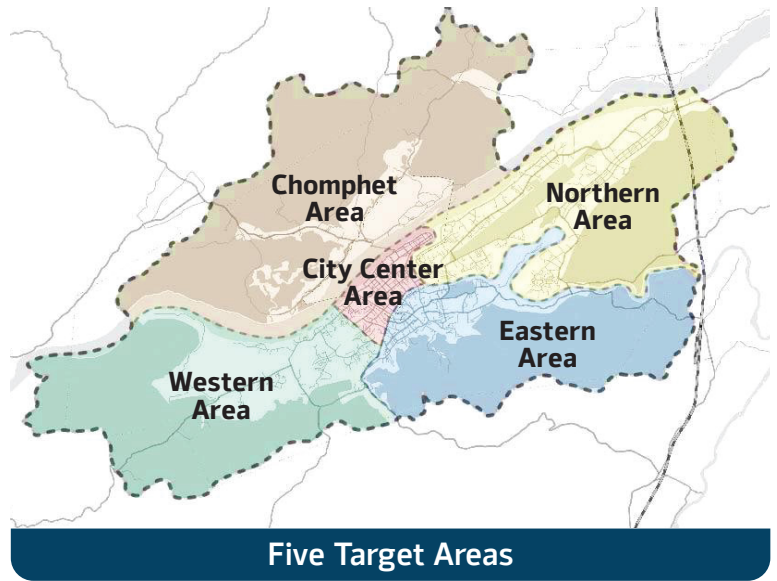 Chomphet
Area
Northern
Area
City Center
Area
Eastern
Area
Western
Area
Five Target Areas